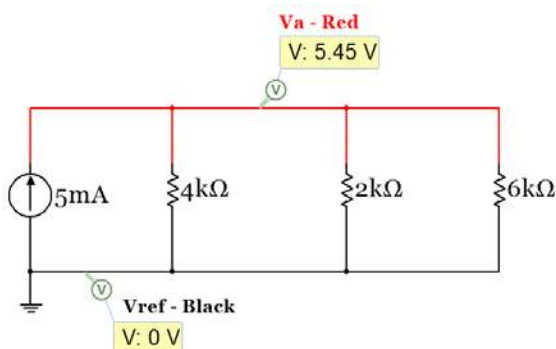 Va - Red
V: 5.45 V
5mA
4kΩ
2kΩ
6kΩ
V
V
Vref - Black
V: 0 V